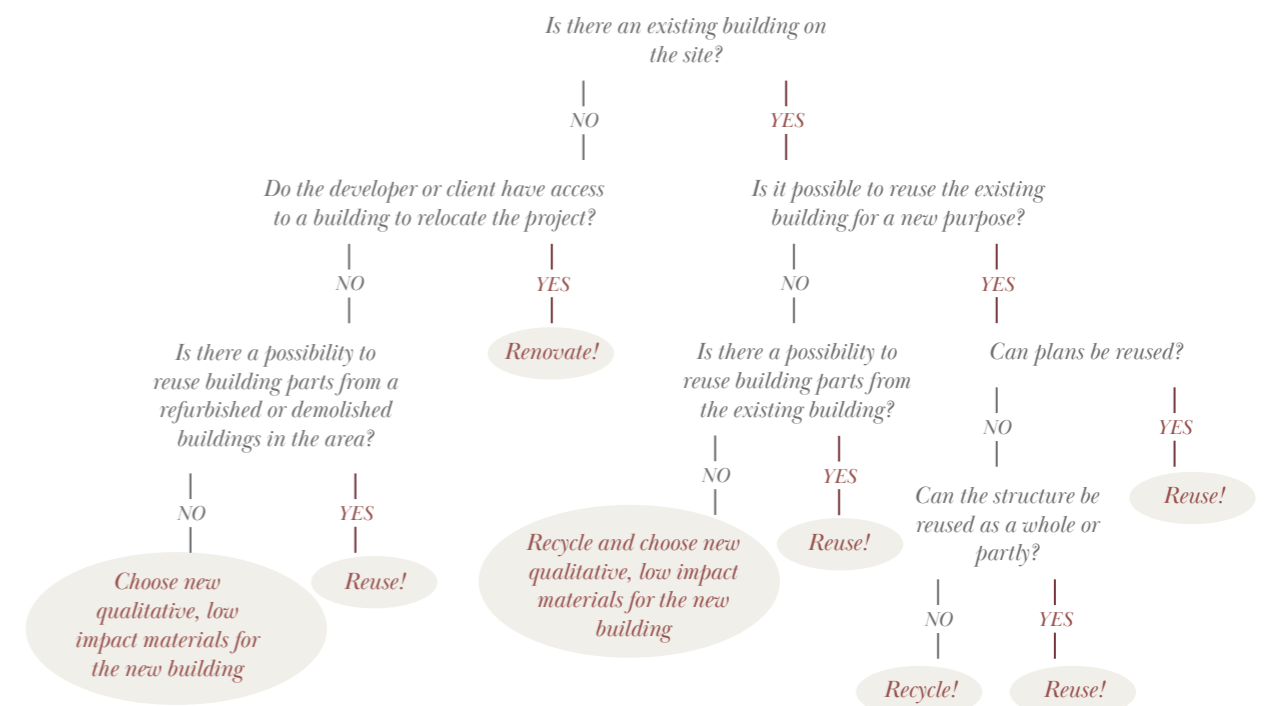 Is there an existing building on
the site?
NO
YES
Do the developer or client have access
to a building to relocate the project?
Is it possible to reuse the existing
building for a new purpose?
NO
YES
NO
YES
Is there a possibility to
reuse building parts from a
refurbished or demolished
buildings in the area?
Renovate!
Is there a possibility to
reuse building parts from
the existing building?
Can plans be reused?
NO
YES
NO
YES
NO
YES
Choose new
qualitative, low
impact materials for
the new building
Reuse!
Recycle and choose new
qualitative, low impact
materials for the new
building
Reuse!
Can the structure be
reused as a whole or
partly?
Reuse!
NO
YES
Recycle!
Reuse!